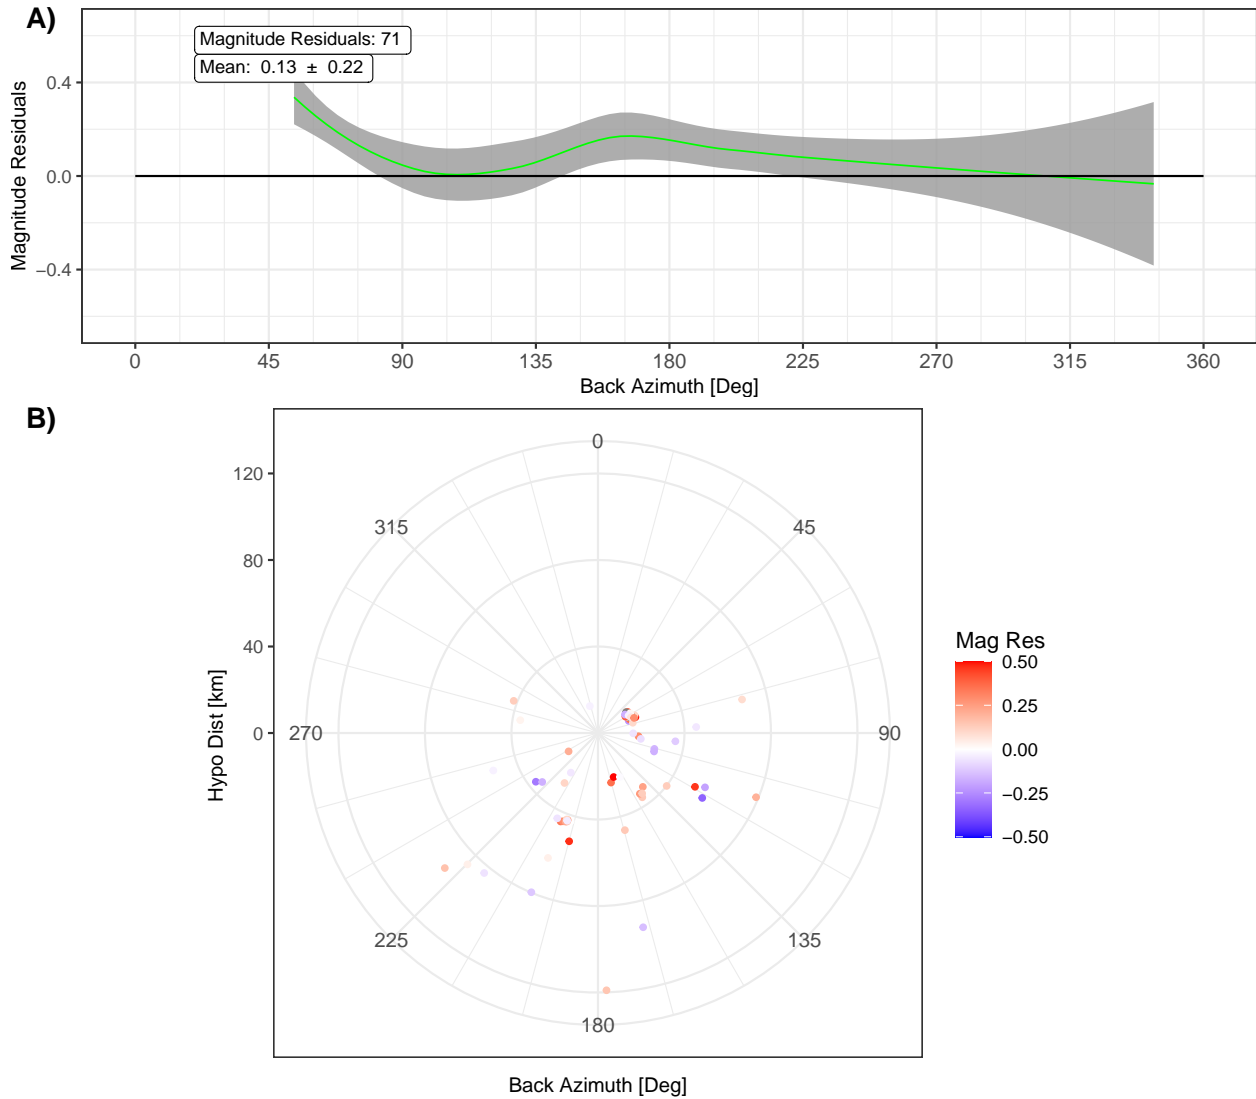 A)
Magnitude Residuals: 71
Mean: 0.13 ± 0.22
Magnitude Residuals
0.4
0.0
−0.4
0 45 90 135 180 225 270 315 360
Back Azimuth [Deg]
B)
Hypo Dist [km]
120
80
40
0
0
45
90
135
180
225
270
315
Back Azimuth [Deg]
Mag Res
0.50
0.25
0.00
−0.25
−0.50